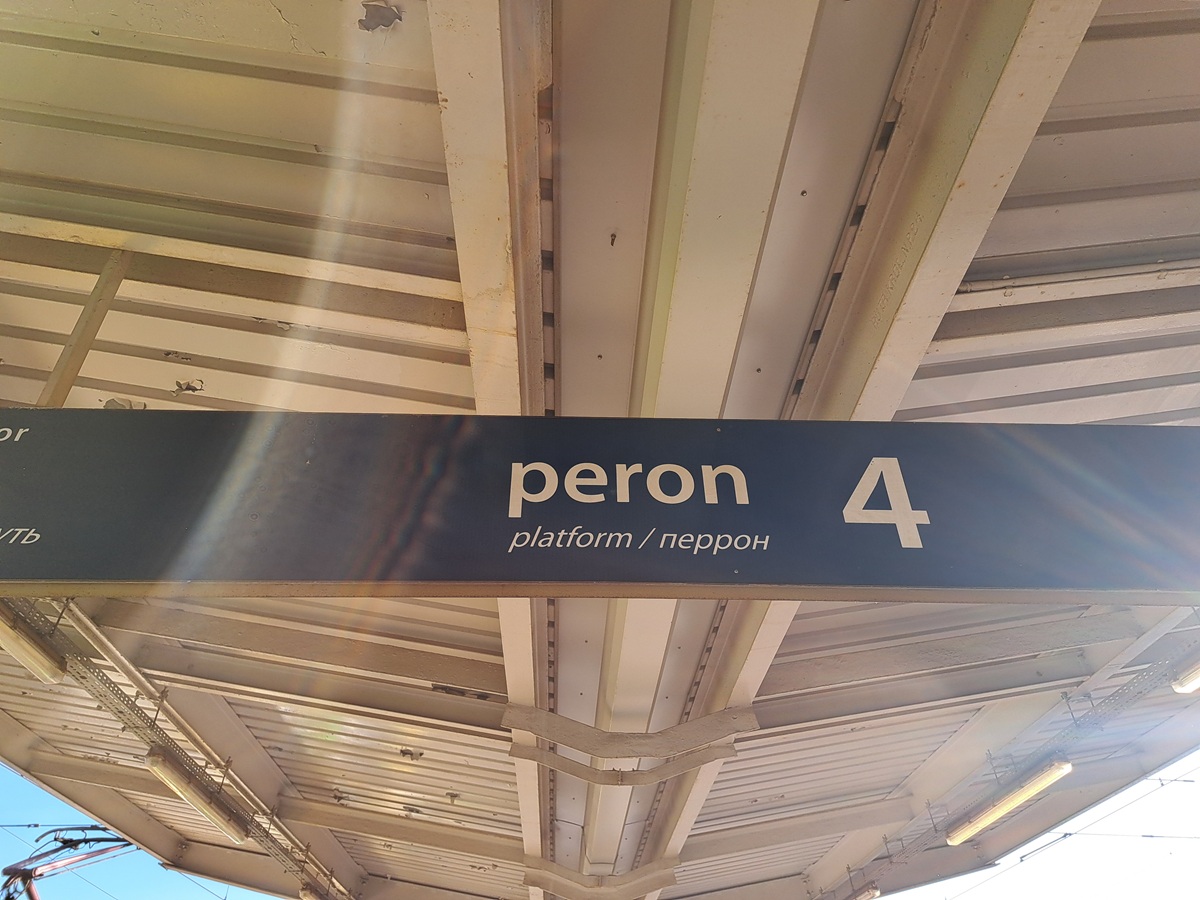 peron 4
platform / перрон